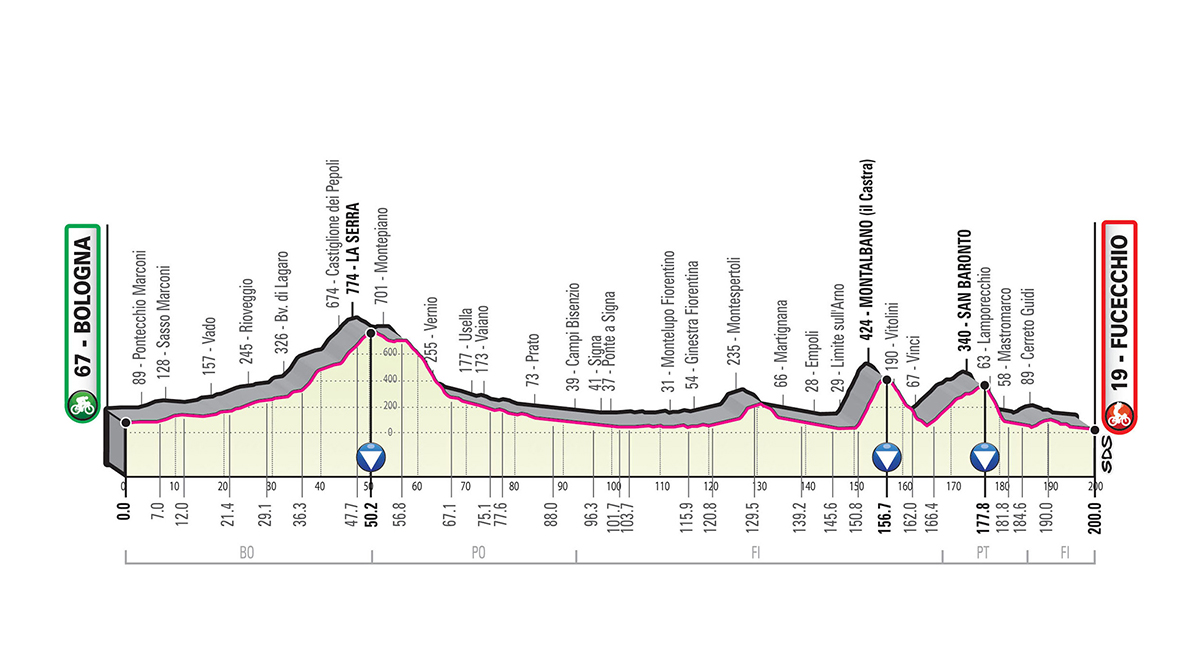 67 - BOLOGNA
89 - Pontecchio Marconi
128 - Sasso Marconi
157 - Vado
245 - Rioveggio
326 - Bv. di Lagaro
674 - Castiglione dei Pepoli
774 - LA SERRA
701 - Montepiano
255 - Vernio
177 - Usella
173 - Vaiano
73 - Prato
39 - Campi Bisenzio
41 - Signa
37 - Ponte a Signa
31 - Montelupo Fiorentino
54 - Ginestra Fiorentina
235 - Montespertoli
66 - Martignana
28 - Empoli
29 - Limite sull'Arno
424 - MONTALBANO (il Castra)
190 - Vitolini
67 - Vinci
340 - SAN BARONTO
63 - Lamporecchio
58 - Mastromarco
89 - Cerreto Guidi
19 - FUCECCHIO
600
400
200
0
SDS
0 10 20 30 40 50 60 70 80 90 100 110 120 130 140 150 160 170 180 190 200
0.0 7.0 12.0 21.4 29.1 36.3 47.7 50.2 56.8 67.1 75.1 77.6 88.0 96.3 101.7 103.7 115.9 120.8 129.5 139.2 145.6 150.8 156.7 162.0 166.4 177.8 181.8 184.6 190.0 200.0
BO PO FI PT FI